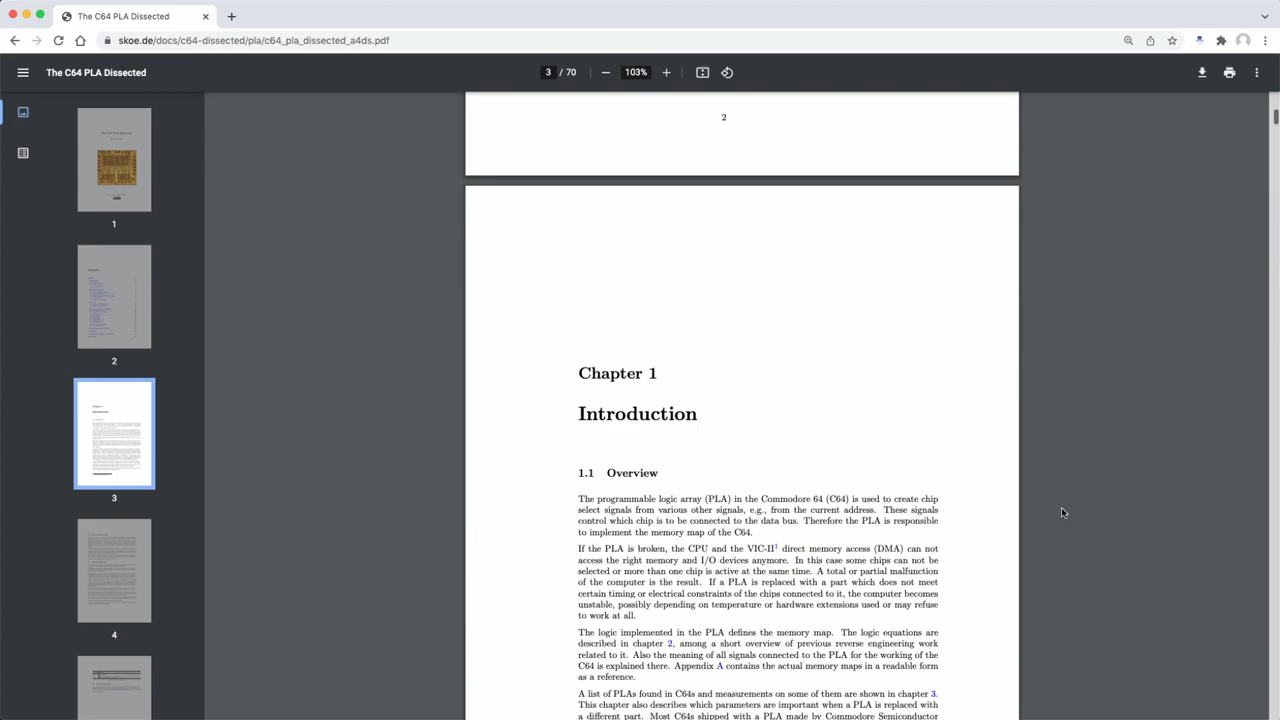 The C64 PLA Dissected
skoe.de/docs/c64-dissected/pla/c64_pla_dissected_a4ds.pdf
The C64 PLA Dissected
3 / 70
103%
1
2
3
4
2
Chapter 1
Introduction
1.1 Overview
The programmable logic array (PLA) in the Commodore 64 (C64) is used to create chip
select signals from various other signals, e.g., from the current address. These signals
control which chip is to be connected to the data bus. Therefore the PLA is responsible
to implement the memory map of the C64.
If the PLA is broken, the CPU and the VIC-II1 direct memory access (DMA) can not
access the right memory and I/O devices anymore. In this case some chips can not be
selected or more than one chip is active at the same time. A total or partial malfunction
of the computer is the result. If a PLA is replaced with a part which does not meet
certain timing or electrical constraints of the chips connected to it, the computer becomes
unstable, possibly depending on temperature or hardware extensions used or may refuse
to work at all.
The logic implemented in the PLA defines the memory map. The logic equations are
described in chapter 2, among a short overview of previous reverse engineering work
related to it. Also the meaning of all signals connected to the PLA for the working of the
C64 is explained there. Appendix A contains the actual memory maps in a readable form
as a reference.
A list of PLAs found in C64s and measurements on some of them are shown in chapter 3.
This chapter also describes which parameters are important when a PLA is replaced with
a different part. Most C64s shipped with a PLA made by Commodore Semiconductor